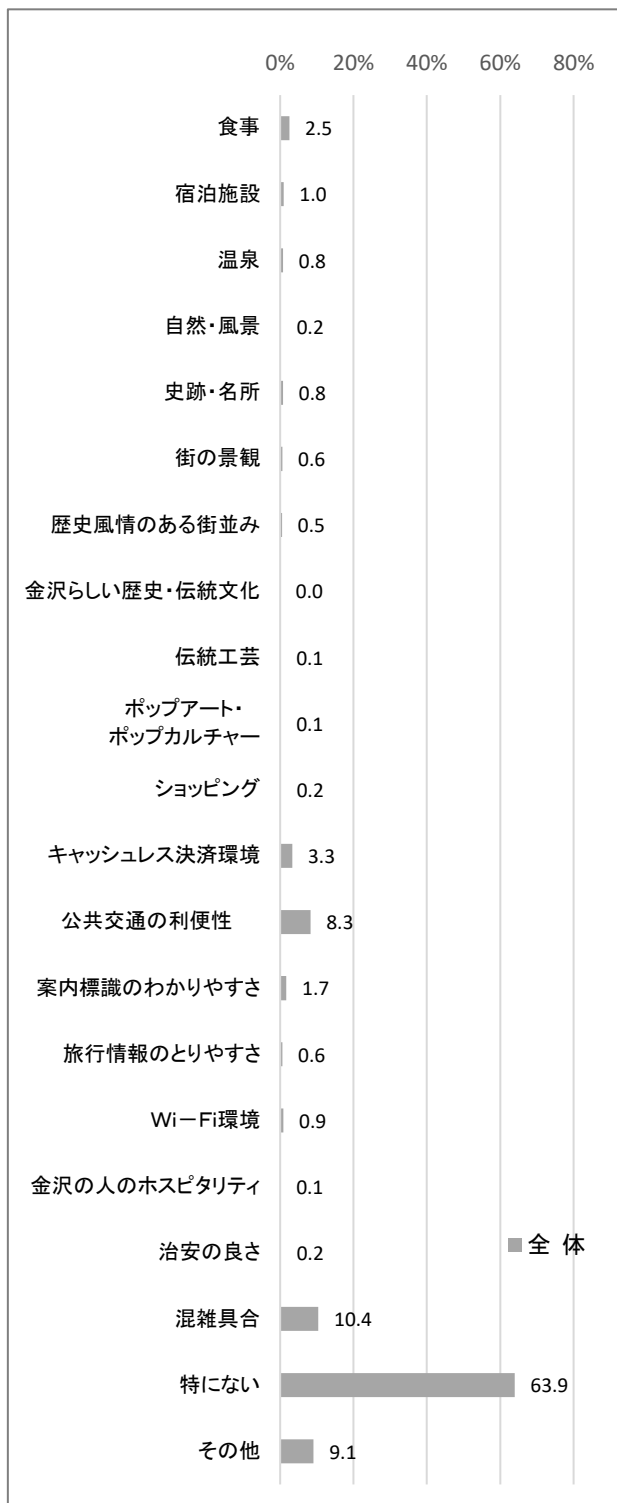 0% 20% 40% 60% 80%
食事 2.5
宿泊施設 1.0
温泉 0.8
自然・風景 0.2
史跡・名所 0.8
街の景観 0.6
歴史風情のある街並み 0.5
金沢らしい歴史・伝統文化 0.0
伝統工芸 0.1
ポップアート・
ポップカルチャー 0.1
ショッピング 0.2
キャッシュレス決済環境 3.3
公共交通の利便性 8.3
案内標識のわかりやすさ 1.7
旅行情報のとりやすさ 0.6
Wi－Fi環境 0.9
金沢の人のホスピタリティ 0.1
治安の良さ 0.2
全 体
混雑具合 10.4
特にない 63.9
その他 9.1